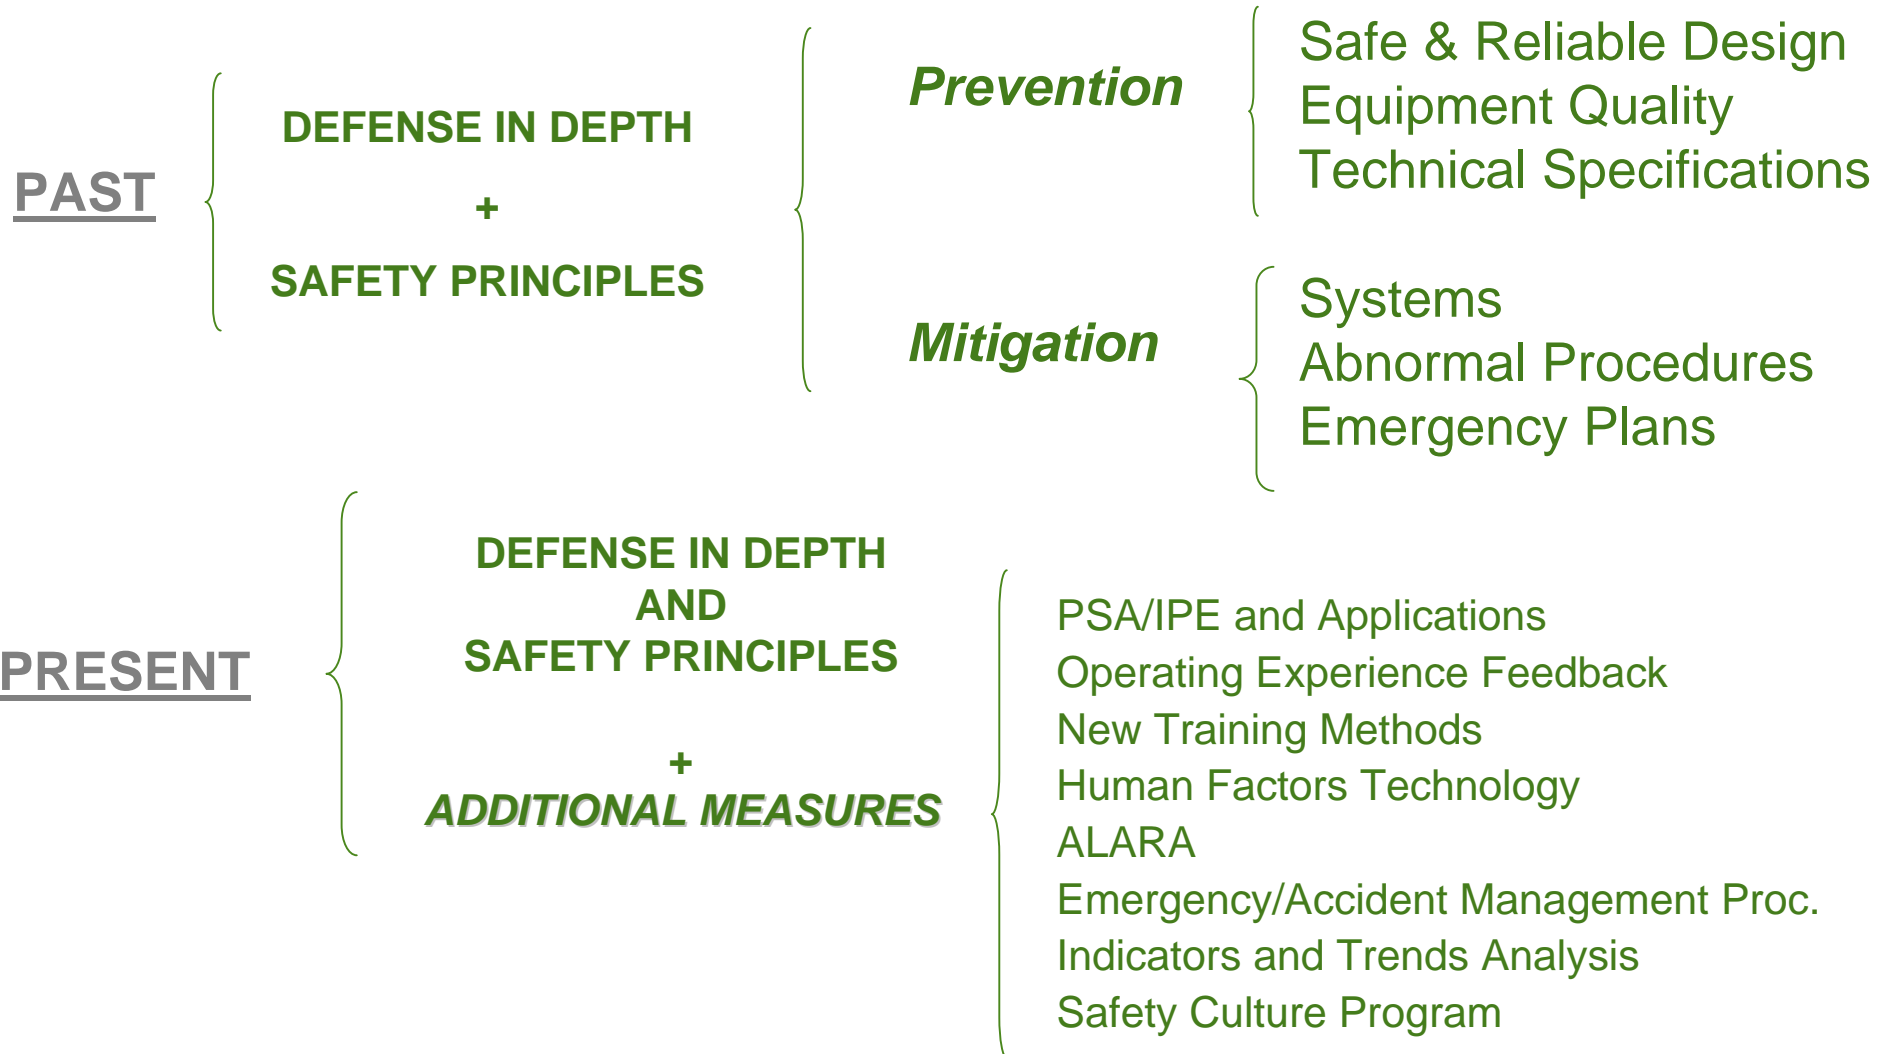 PAST
DEFENSE IN DEPTH
+
SAFETY PRINCIPLES
Prevention
Safe & Reliable Design
Equipment Quality
Technical Specifications
Mitigation
Systems
Abnormal Procedures
Emergency Plans
PRESENT
DEFENSE IN DEPTH
AND
SAFETY PRINCIPLES
+
ADDITIONAL MEASURES
PSA/IPE and Applications
Operating Experience Feedback
New Training Methods
Human Factors Technology
ALARA
Emergency/Accident Management Proc.
Indicators and Trends Analysis
Safety Culture Program